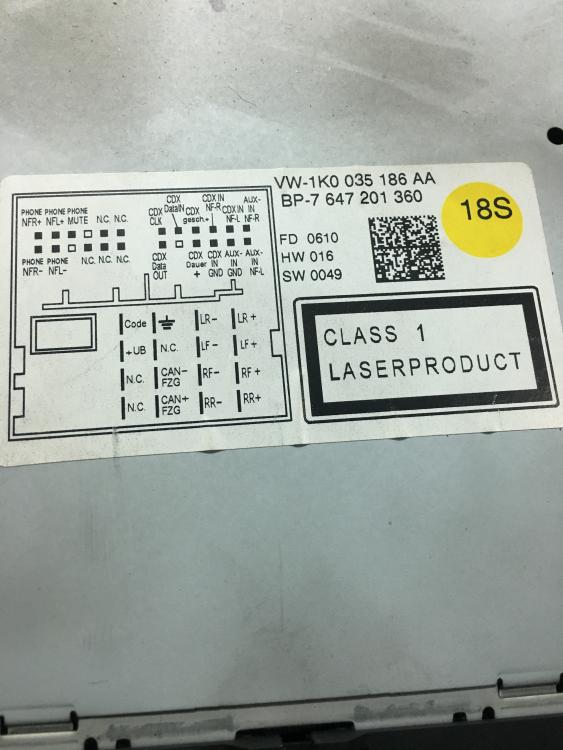 VW-1K0 035 186 AA
BP-7 647 201 360
18S
FD 0610
HW 016
SW 0049
CLASS 1
LASERPRODUCT
PHONE NFR+
PHONE NFL+
PHONE MUTE
N.C. N.C.
CDX CLK
CDX DataIN
CDX gesch.+
CDX IN NF-R
CDX IN NF-L
AUX-IN NF-R
PHONE NFR-
PHONE NFL-
N.C. N.C. N.C.
CDX Data OUT
CDX Dauer +
CDX IN GND
AUX-IN GND
AUX-IN NF-L
Code LR- LR+
+UB N.C. LF- LF+
N.C. CAN-FZG RF- RF+
N.C. CAN+FZG RR- RR+